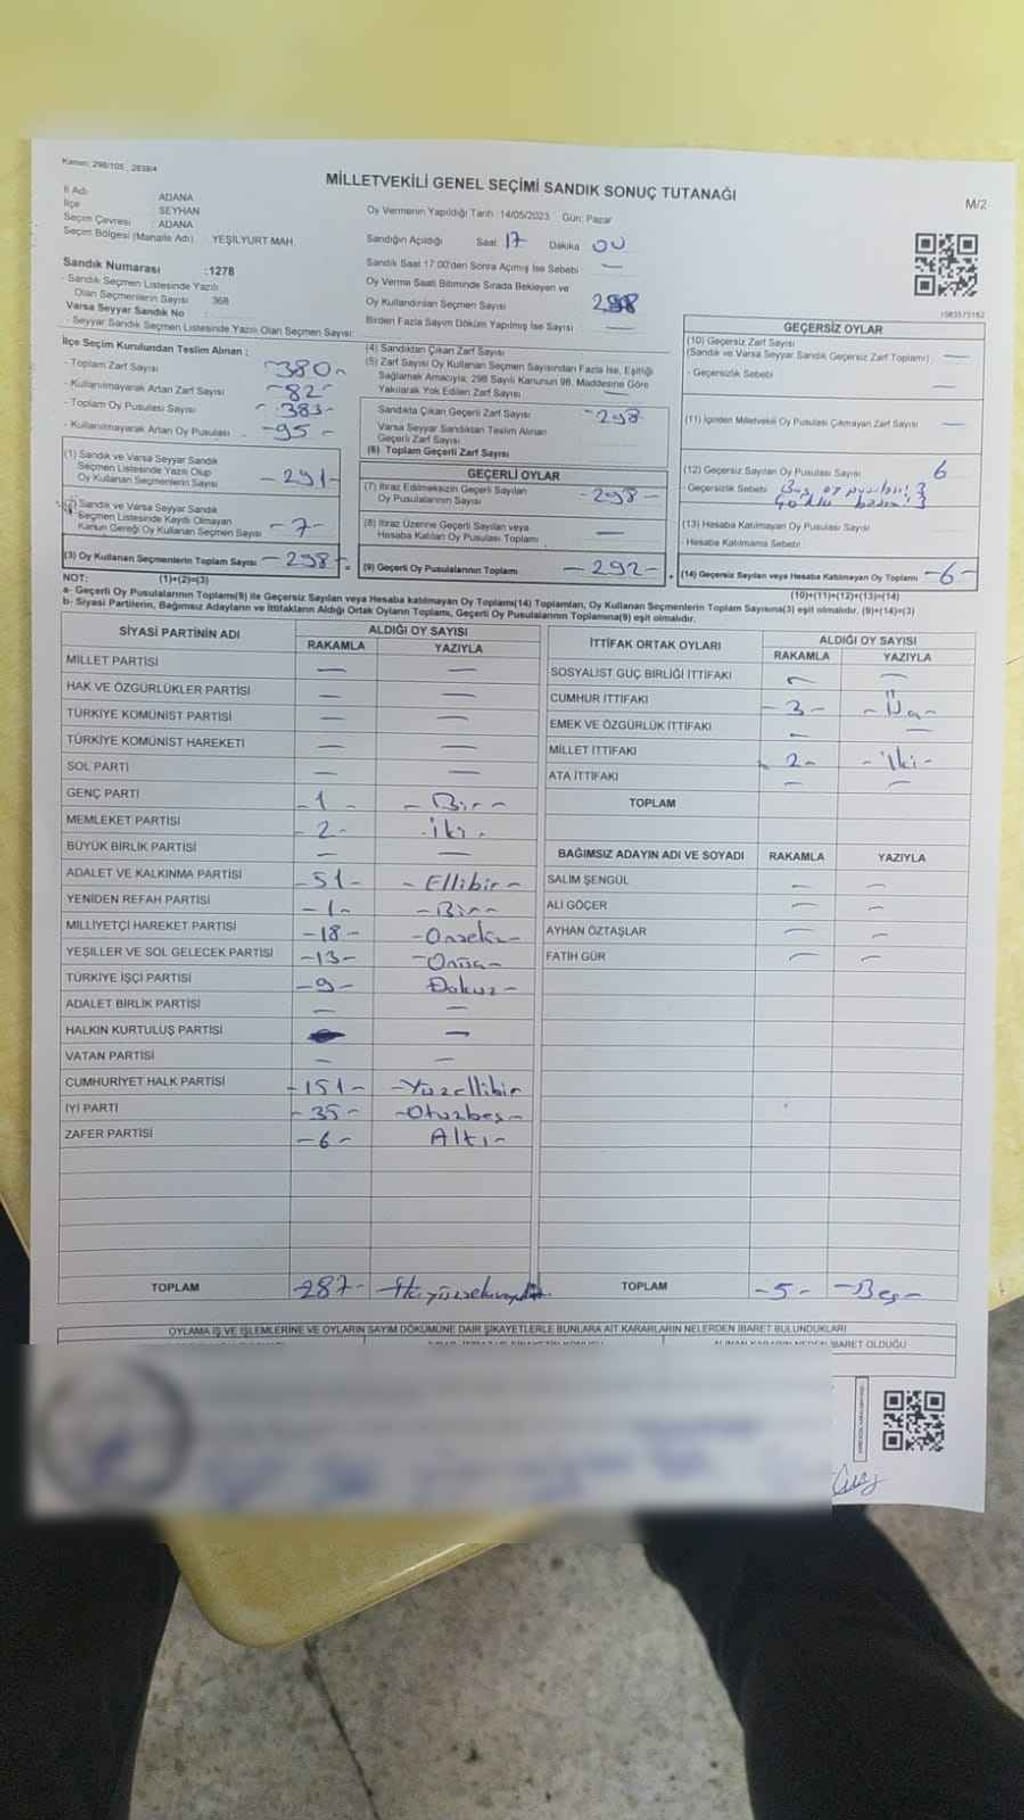 Kanun: 298/105, 2839/4
MİLLETVEKİLİ GENEL SEÇİMİ SANDIK SONUÇ TUTANAĞI
M/2
İl Adı ADANA
İlçe SEYHAN
Seçim Çevresi : ADANA
Seçim Bölgesi (Mahalle Adı) YEŞİLYURT MAH.
Oy Vermenin Yapıldığı Tarih :14/05/2023 Gün: Pazar
Sandığın Açıldığı Saat 17 Dakika 00
Sandık Saat 17:00'den Sonra Açılmış İse Sebebi —
Oy Verme Saati Bitiminde Sırada Bekleyen ve
Oy Kullandırılan Seçmen Sayısı
Birden Fazla Sayım Döküm Yapılmış İse Sayısı —
Sandık Numarası :1278
- Sandık Seçmen Listesinde Yazılı
Olan Seçmenlerin Sayısı 368
Varsa Seyyar Sandık No
- Seyyar Sandık Seçmen Listesinde Yazılı Olan Seçmen Sayısı:
İlçe Seçim Kurulundan Teslim Alınan :
- Toplam Zarf Sayısı -380-
- Kullanılmayarak Artan Zarf Sayısı -82-
- Toplam Oy Pusulası Sayısı
- Kullanılmayarak Artan Oy Pusulası -95-
(1) Sandık ve Varsa Seyyar Sandık
Seçmen Listesinde Yazılı Olup
Oy Kullanan Seçmenlerin Sayısı -291-
(2) Sandık ve Varsa Seyyar Sandık
Seçmen Listesinde Kayıtlı Olmayan
Kanun Gereği Oy Kullanan Seçmen Sayısı -7-
(3) Oy Kullanan Seçmenlerin Toplam Sayısı -298-
(4) Sandıktan Çıkan Zarf Sayısı
(5) Zarf Sayısı Oy Kullanan Seçmen Sayısından Fazla İse, Eşitliği
Sağlamak Amacıyla, 298 Sayılı Kanunun 98. Maddesine Göre
Yakılarak Yok Edilen Zarf Sayısı —
Sandıkta Çıkan Geçerli Zarf Sayısı -298-
Varsa Seyyar Sandıktan Teslim Alınan
Geçerli Zarf Sayısı
(6) Toplam Geçerli Zarf Sayısı
GEÇERLİ OYLAR
(7) İtiraz Edilmeksizin Geçerli Sayılan
Oy Pusulalarının Sayısı -298-
(8) İtiraz Üzerine Geçerli Sayılan veya
Hesaba Katılan Oy Pusulası Toplamı —
(9) Geçerli Oy Pusulalarının Toplamı -292-
GEÇERSİZ OYLAR
(10) Geçersiz Zarf Sayısı
(Sandık ve Varsa Seyyar Sandık Geçersiz Zarf Toplamı) —
- Geçersizlik Sebebi —
(11) İçinden Milletvekili Oy Pusulası Çıkmayan Zarf Sayısı —
(12) Geçersiz Sayılan Oy Pusulası Sayısı 6
- Geçersizlik Sebebi Boş oy 3
3
(13) Hesaba Katılmayan Oy Pusulası Sayısı
- Hesaba Katılmama Sebebi
(14) Geçersiz Sayılan veya Hesaba Katılmayan Oy Toplamı -6-
NOT: (1)+(2)=(3) (10)+(11)+(12)+(13)=(14)
a- Geçerli Oy Pusulalarının Toplamı(9) ile Geçersiz Sayılan veya Hesaba katılmayan Oy Toplamı(14) Toplamları, Oy Kullanan Seçmenlerin Toplam Sayısına(3) eşit olmalıdır. (9)+(14)=(3)
b- Siyasi Partilerin, Bağımsız Adayların ve İttifakların Aldığı Ortak Oyların Toplamı, Geçerli Oy Pusulalarının Toplamına(9) eşit olmalıdır.
SİYASİ PARTİNİN ADI ALDIĞI OY SAYISI
RAKAMLA YAZIYLA
MİLLET PARTİSİ — —
HAK VE ÖZGÜRLÜKLER PARTİSİ — —
TÜRKİYE KOMÜNİST PARTİSİ — —
TÜRKİYE KOMÜNİST HAREKETİ — —
SOL PARTİ — —
GENÇ PARTİ -1- -Bir-
MEMLEKET PARTİSİ -2- -İki-
BÜYÜK BİRLİK PARTİSİ — —
ADALET VE KALKINMA PARTİSİ -51- -Ellibir-
YENİDEN REFAH PARTİSİ -1- -Bir-
MİLLİYETÇİ HAREKET PARTİSİ -18- -Onsekiz-
YEŞİLLER VE SOL GELECEK PARTİSİ -13- -Onüç-
TÜRKİYE İŞÇİ PARTİSİ -9- Dokuz-
ADALET BİRLİK PARTİSİ — —
HALKIN KURTULUŞ PARTİSİ —
VATAN PARTİSİ — —
CUMHURİYET HALK PARTİSİ -151- -Yüzellibir
İYİ PARTİ -35- -Otuzbeş-
ZAFER PARTİSİ -6- Altı-
TOPLAM -287-
İTTİFAK ORTAK OYLARI ALDIĞI OY SAYISI
RAKAMLA YAZIYLA
SOSYALİST GÜÇ BİRLİĞİ İTTİFAKI — —
CUMHUR İTTİFAKI -3- -Üç-
EMEK VE ÖZGÜRLÜK İTTİFAKI — —
MİLLET İTTİFAKI -2- -İki-
ATA İTTİFAKI — —
TOPLAM
BAĞIMSIZ ADAYIN ADI VE SOYADI RAKAMLA YAZIYLA
SALİM ŞENGÜL — —
ALİ GÖÇER — —
AYHAN ÖZTAŞLAR — —
FATİH GÜR — —
TOPLAM -5- -Beş-
OYLAMA İŞ VE İŞLEMLERİNE VE OYLARIN SAYIM DÖKÜMÜNE DAİR ŞİKAYETLERLE BUNLARA AİT KARARLARIN NELERDEN İBARET BULUNDUKLARI
İBARET OLDUĞU